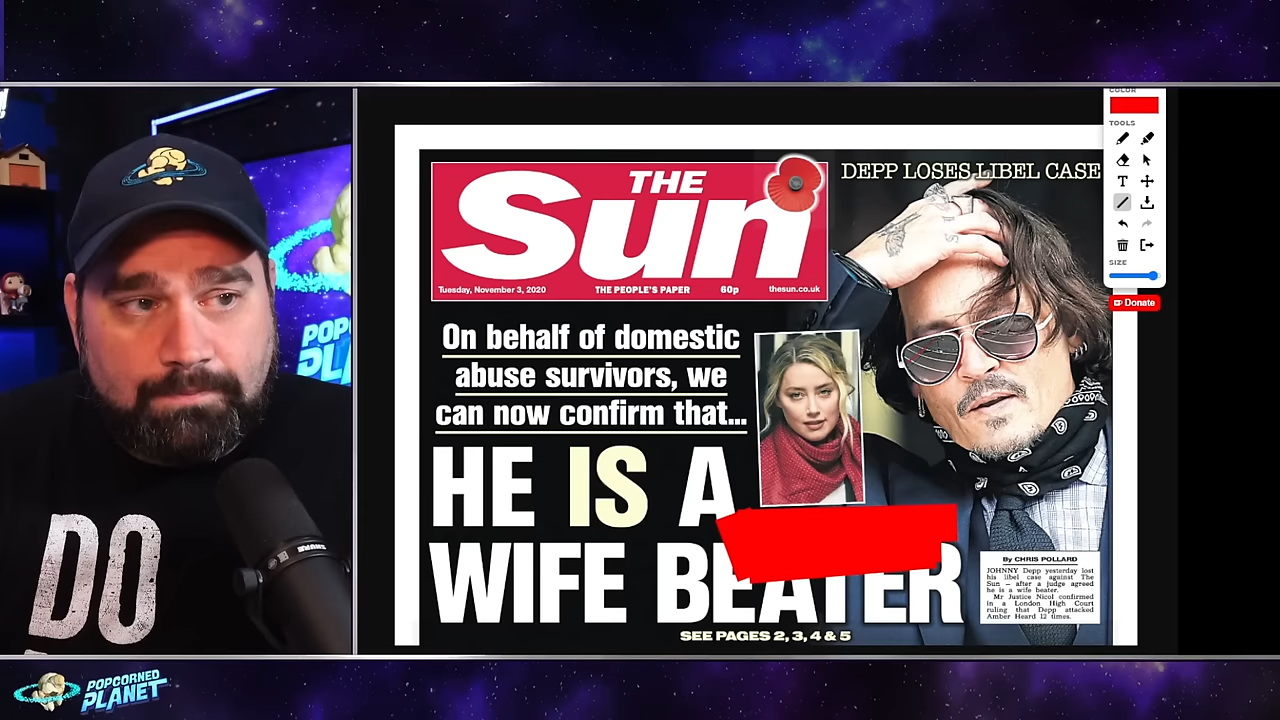 DO
POPCORNED
PLANET
THE
Sun
Tuesday, November 3, 2020
THE PEOPLE'S PAPER
60p
thesun.co.uk
DEPP LOSES LIBEL CASE
On behalf of domestic
abuse survivors, we
can now confirm that...
HE IS A
WIFE BEATER
By CHRIS POLLARD
JOHNNY Depp yesterday lost
his libel case against The
Sun — after a judge agreed
he is a wife beater.
Mr Justice Nicol confirmed
in a London High Court
ruling that Depp attacked
Amber Heard 12 times.
SEE PAGES 2, 3, 4 & 5
COLOR
TOOLS
T
SIZE
Donate